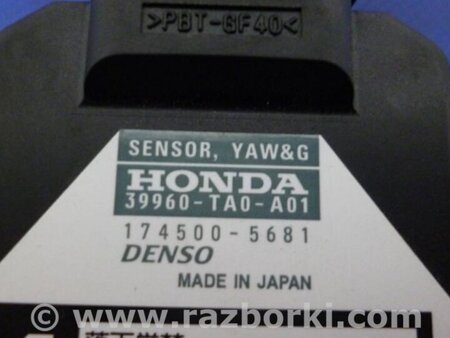 >PBT-GF40<
SENSOR, YAW&G
HONDA
39960-TA0-A01
174500-5681
DENSO
MADE IN JAPAN
www.razborki.com